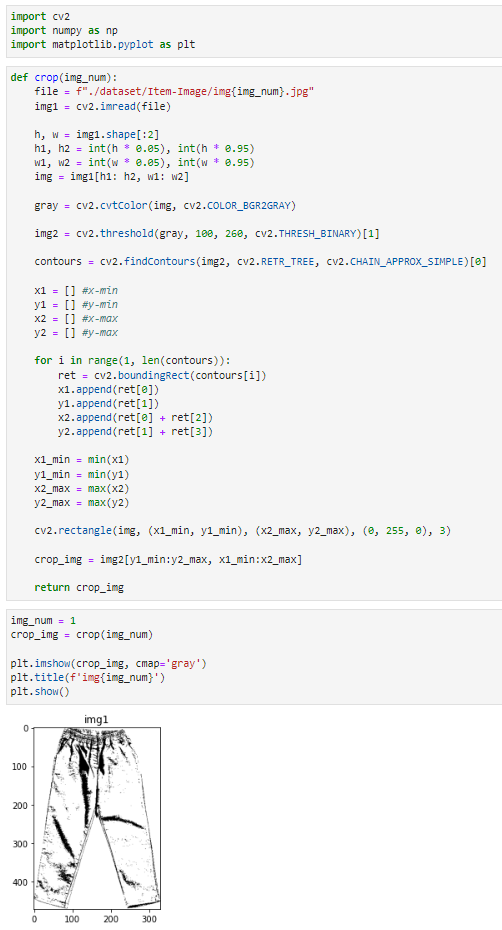 import cv2
import numpy as np
import matplotlib.pyplot as plt
def crop(img_num):
    file = f"./dataset/Item-Image/img{img_num}.jpg"
    img1 = cv2.imread(file)
    h, w = img1.shape[:2]
    h1, h2 = int(h * 0.05), int(h * 0.95)
    w1, w2 = int(w * 0.05), int(w * 0.95)
    img = img1[h1: h2, w1: w2]
    gray = cv2.cvtColor(img, cv2.COLOR_BGR2GRAY)
    img2 = cv2.threshold(gray, 100, 260, cv2.THRESH_BINARY)[1]
    contours = cv2.findContours(img2, cv2.RETR_TREE, cv2.CHAIN_APPROX_SIMPLE)[0]
    x1 = [] #x-min
    y1 = [] #y-min
    x2 = [] #x-max
    y2 = [] #y-max
    for i in range(1, len(contours)):
        ret = cv2.boundingRect(contours[i])
        x1.append(ret[0])
        y1.append(ret[1])
        x2.append(ret[0] + ret[2])
        y2.append(ret[1] + ret[3])
    x1_min = min(x1)
    y1_min = min(y1)
    x2_max = max(x2)
    y2_max = max(y2)
    cv2.rectangle(img, (x1_min, y1_min), (x2_max, y2_max), (0, 255, 0), 3)
    crop_img = img2[y1_min:y2_max, x1_min:x2_max]
    return crop_img
img_num = 1
crop_img = crop(img_num)
plt.imshow(crop_img, cmap='gray')
plt.title(f'img{img_num}')
plt.show()
img1
0
100
200
300
400
0 100 200 300